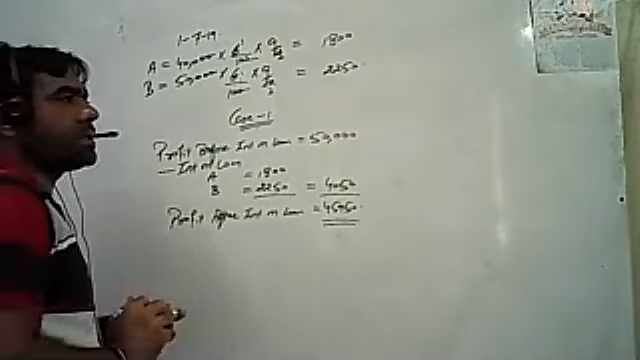 1-7-19
A = 40,000 × 6/100 × 9/12 = 1800
B = 50,000 × 6/100 × 9/12 = 2250
Case-1
Profit Before Int on Loan = 50,000
- Int on Loan
A = 1800
B = 2250 = 4050
Profit After Int on Loan = 45950